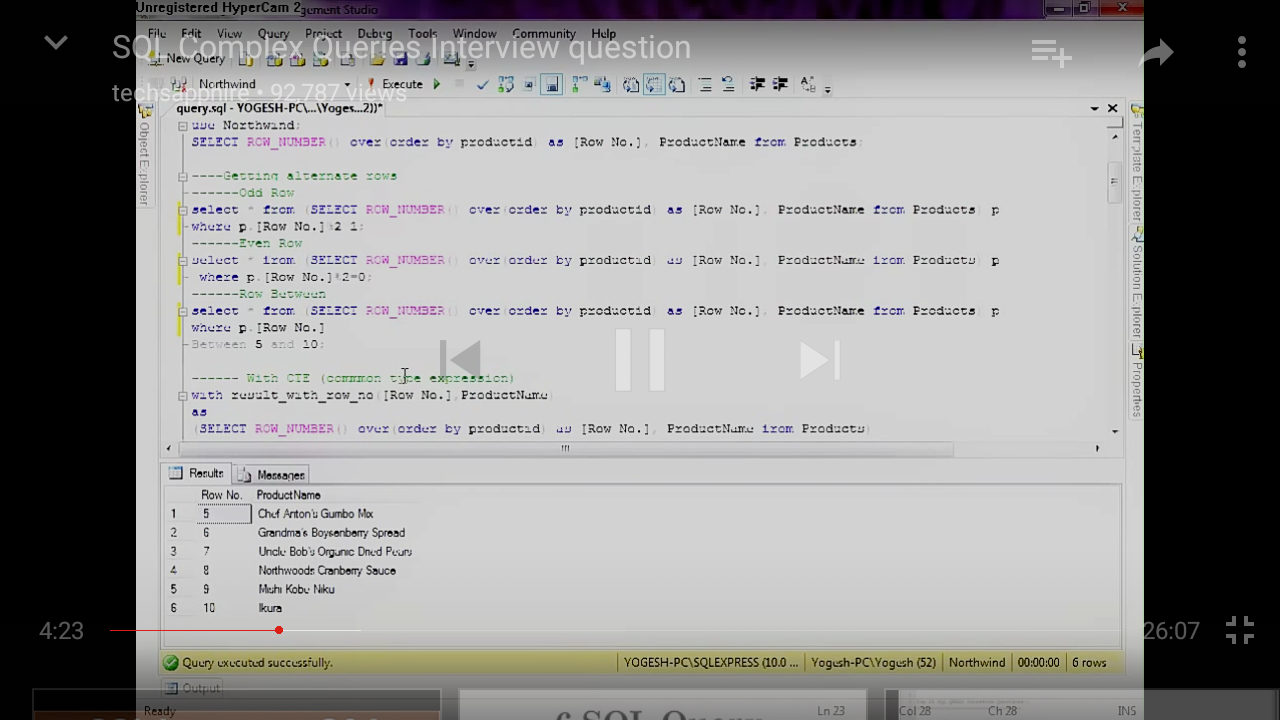 Unregistered HyperCam 2
gement Studio
File Edit View Query Project Debug Tools Window Community Help
SQL Complex Queries Interview question
New Query
Northwind
Execute
techsapphire • 92,787 views
query.sql - YOGESH-PC\...\Yoges...2))*
Object Explorer
Template Explorer
Solution Explorer
Properties
use Northwind;
SELECT ROW_NUMBER() over(order by productid) as [Row No.], ProductName from Products;
----Getting alternate rows
------Odd Row
select * from (SELECT ROW_NUMBER() over(order by productid) as [Row No.], ProductName from Products) p
where p.[Row No.]%2=1;
------Even Row
select * from (SELECT ROW_NUMBER() over(order by productid) as [Row No.], ProductName from Products) p
where p.[Row No.]%2=0;
------Row Between
select * from (SELECT ROW_NUMBER() over(order by productid) as [Row No.], ProductName from Products) p
where p.[Row No.]
Between 5 and 10;
------ With CTE (commmon type expression)
with result_with_row_no([Row No.],ProductName)
as
(SELECT ROW_NUMBER() over(order by productid) as [Row No.], ProductName from Products)
Results Messages
Row No. ProductName
1 5 Chef Anton's Gumbo Mix
2 6 Grandma's Boysenberry Spread
3 7 Uncle Bob's Organic Dried Pears
4 8 Northwoods Cranberry Sauce
5 9 Mishi Kobe Niku
6 10 Ikura
4:23
26:07
Query executed successfully.
YOGESH-PC\SQLEXPRESS (10.0 ... Yogesh-PC\Yogesh (52) Northwind 00:00:00 6 rows
Output
Ready Ln 23 Col 28 Ch 28 INS
6 SQL Query